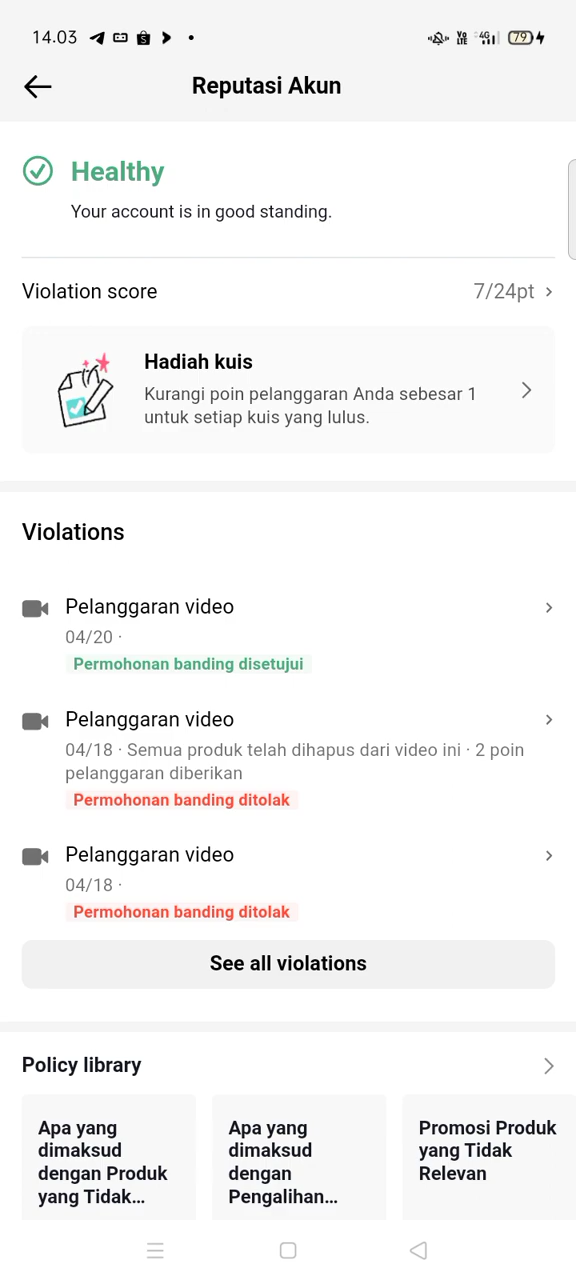 14.03
VO LTE 4G 79
Reputasi Akun
Healthy
Your account is in good standing.
Violation score
7/24pt
Hadiah kuis
Kurangi poin pelanggaran Anda sebesar 1
untuk setiap kuis yang lulus.
Violations
Pelanggaran video
04/20 ·
Permohonan banding disetujui
Pelanggaran video
04/18 · Semua produk telah dihapus dari video ini · 2 poin
pelanggaran diberikan
Permohonan banding ditolak
Pelanggaran video
04/18 ·
Permohonan banding ditolak
See all violations
Policy library
Apa yang
dimaksud
dengan Produk
yang Tidak...
Apa yang
dimaksud
dengan
Pengalihan...
Promosi Produk
yang Tidak
Relevan